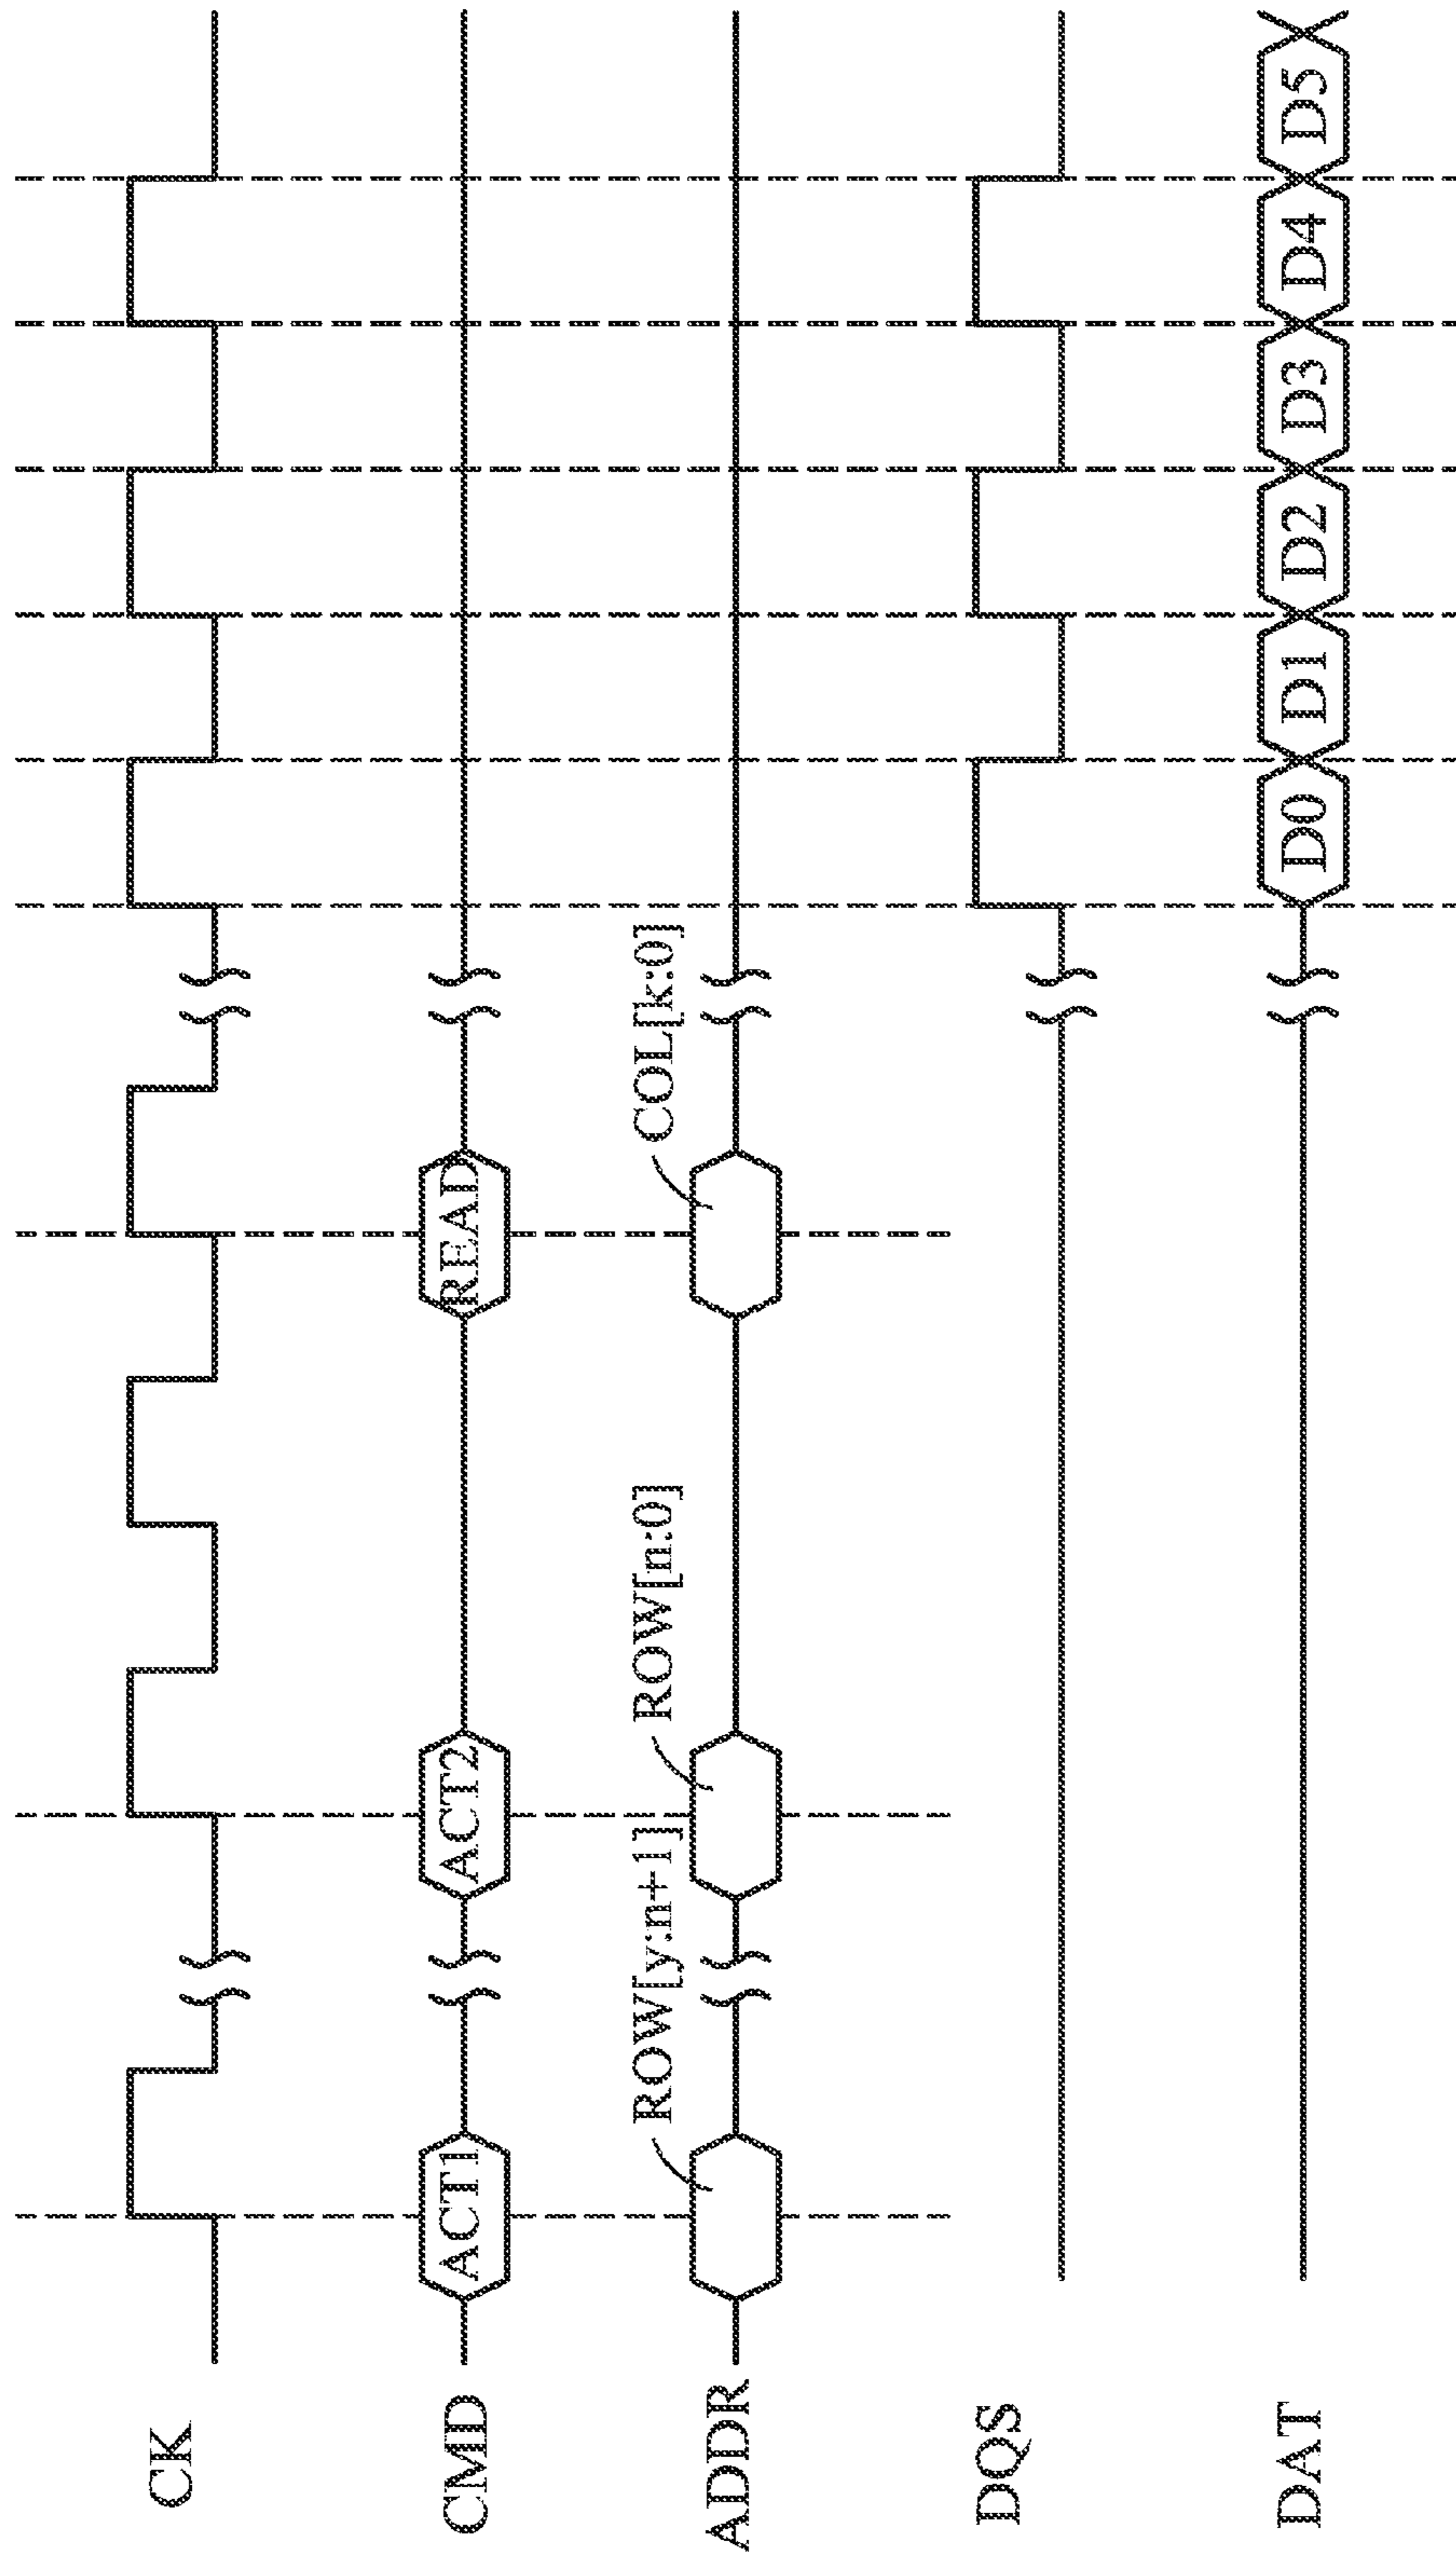 CK
CMD
ACT1
ACT2
READ
ADDR
ROW[y:n+1]
ROW[n:0]
COL[k:0]
DQS
DAT
D0
D1
D2
D3
D4
D5